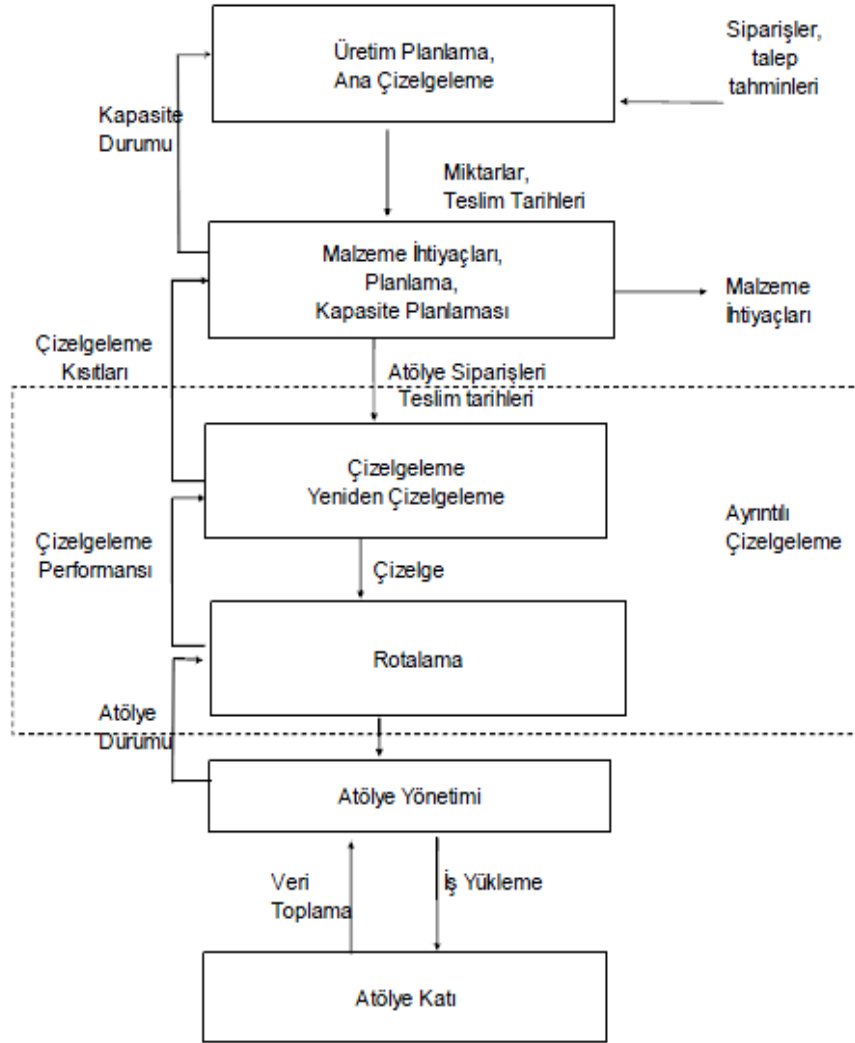 Üretim Planlama,
Ana Çizelgeleme
Siparişler,
talep
tahminleri
Kapasite
Durumu
Miktarlar,
Teslim Tarihleri
Malzeme İhtiyaçları,
Planlama,
Kapasite Planlaması
Malzeme
İhtiyaçları
Çizelgeleme
Kısıtları
Atölye Siparişleri
Teslim tarihleri
Çizelgeleme
Yeniden Çizelgeleme
Ayrıntılı
Çizelgeleme
Çizelgeleme
Performansı
Çizelge
Rotalama
Atölye
Durumu
Atölye Yönetimi
Veri
Toplama
İş Yükleme
Atölye Katı